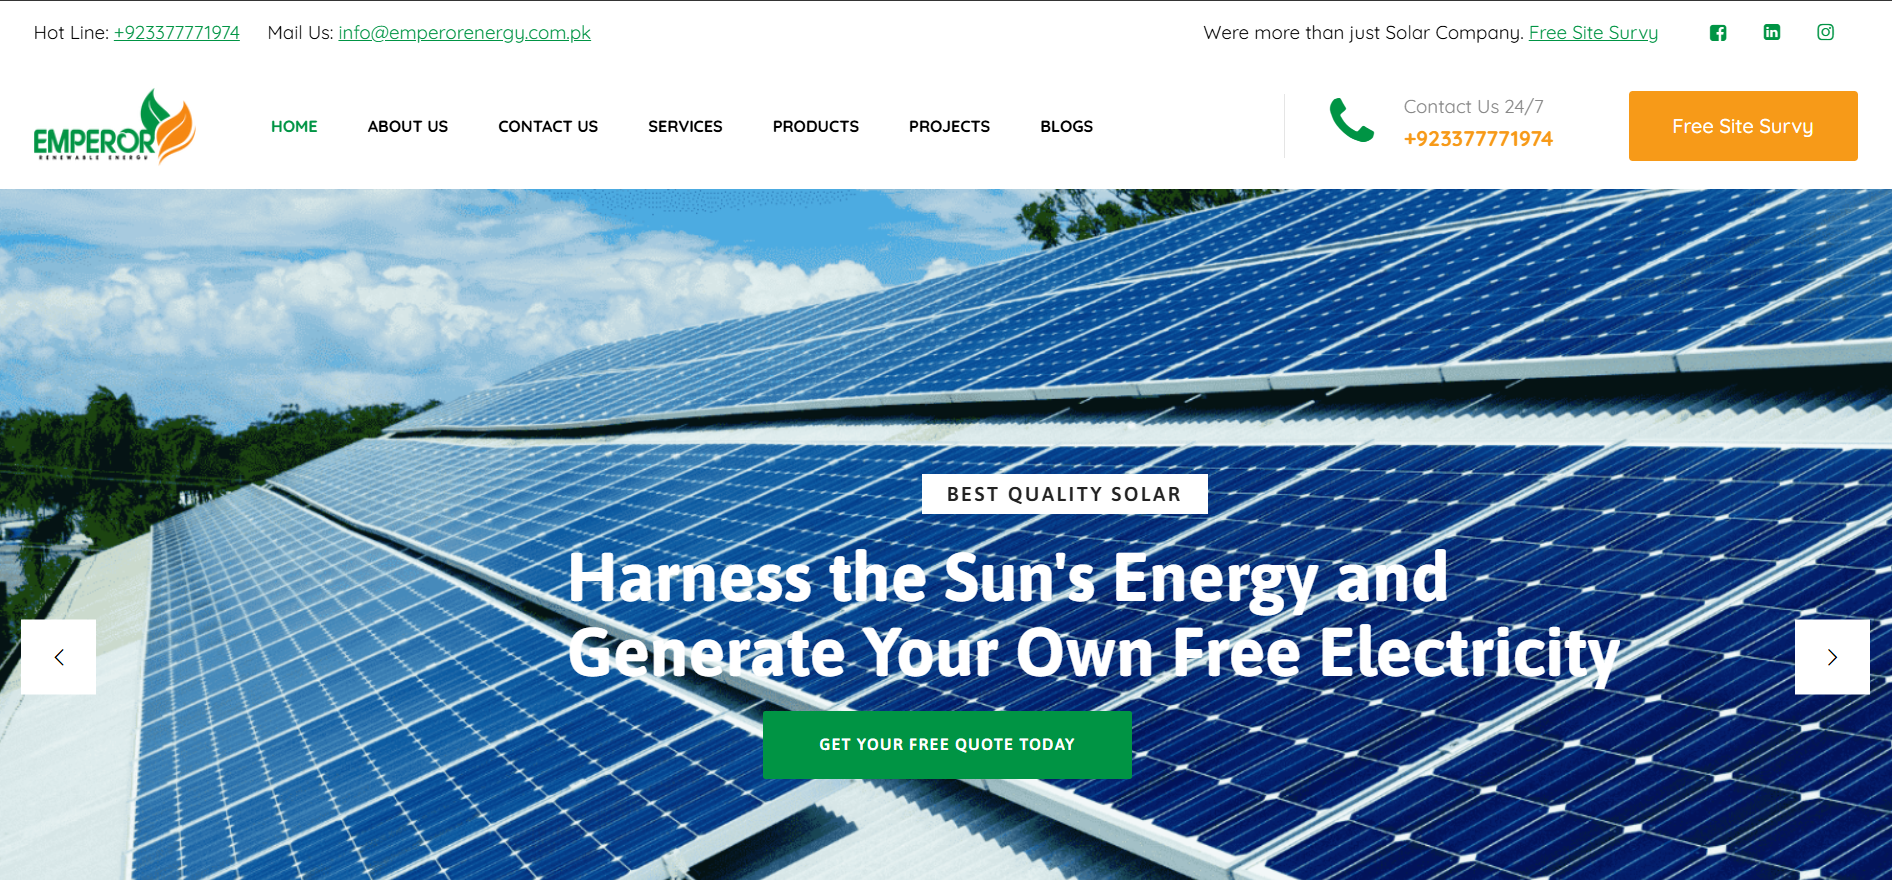 Hot Line: +923377771974 Mail Us: info@emperorenergy.com.pk
Were more than just Solar Company. Free Site Survy
EMPEROR
RENEWABLE ENERGY
HOME ABOUT US CONTACT US SERVICES PRODUCTS PROJECTS BLOGS
Contact Us 24/7
+923377771974
Free Site Survy
BEST QUALITY SOLAR
Harness the Sun's Energy and
Generate Your Own Free Electricity
GET YOUR FREE QUOTE TODAY